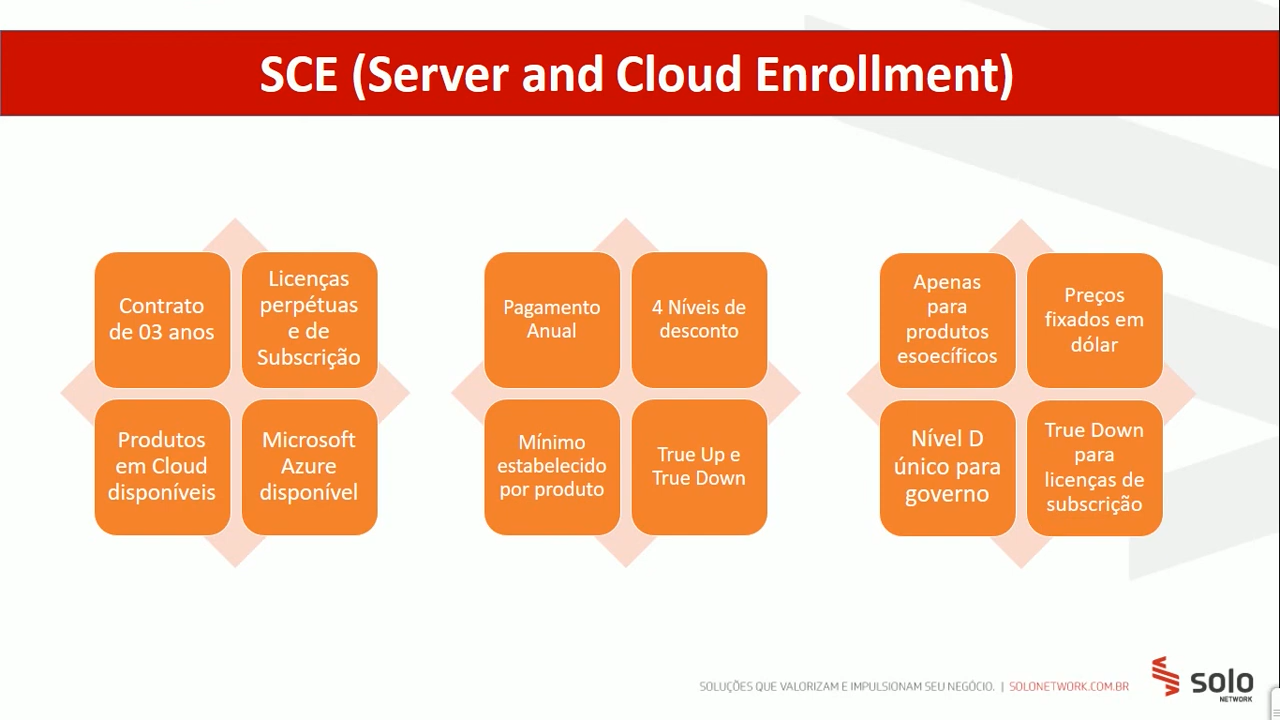 SCE (Server and Cloud Enrollment)
Contrato
de 03 anos
Licenças
perpétuas
e de
Subscrição
Produtos
em Cloud
disponíveis
Microsoft
Azure
disponível
Pagamento
Anual
4 Níveis de
desconto
Mínimo
estabelecido
por produto
True Up e
True Down
Apenas
para
produtos
esoecíficos
Preços
fixados em
dólar
Nível D
único para
governo
True Down
para
licenças de
subscrição
SOLUÇÕES QUE VALORIZAM E IMPULSIONAM SEU NEGÓCIO. | SOLONETWORK.COM.BR
solo
NETWORK